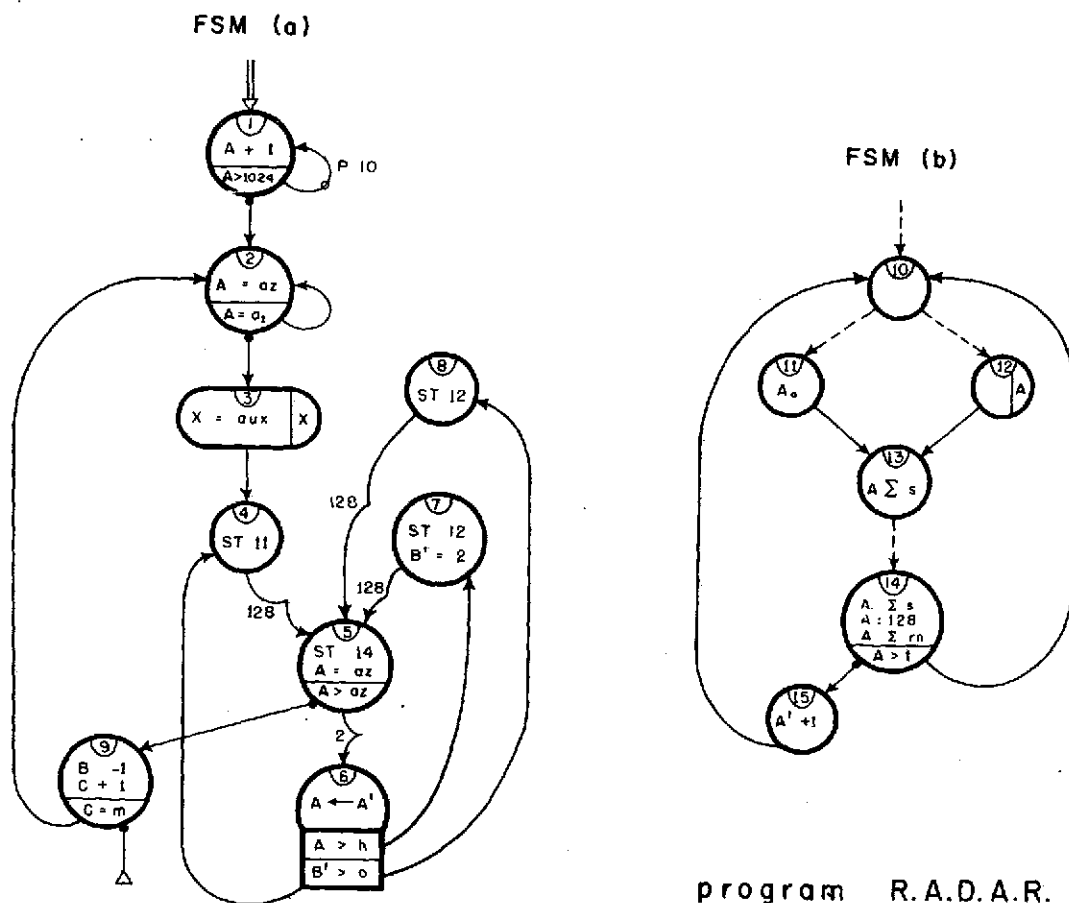 FSM (a)
1
A + 1
A>1024
P 10
2
A = az
A = a₁
3
X = aux
X
4
ST 11
128
8
ST 12
128
7
ST 12
B' = 2
128
5
ST 14
A = az
A > az
2
9
B -1
C + 1
C = m
6
A ← A'
A > h
B' > 0
FSM (b)
10
11
A₀
12
A
13
A Σ s
14
A. Σ s
A : 128
A Σ rn
A > t
15
A' +1
program R.A.D.A.R.